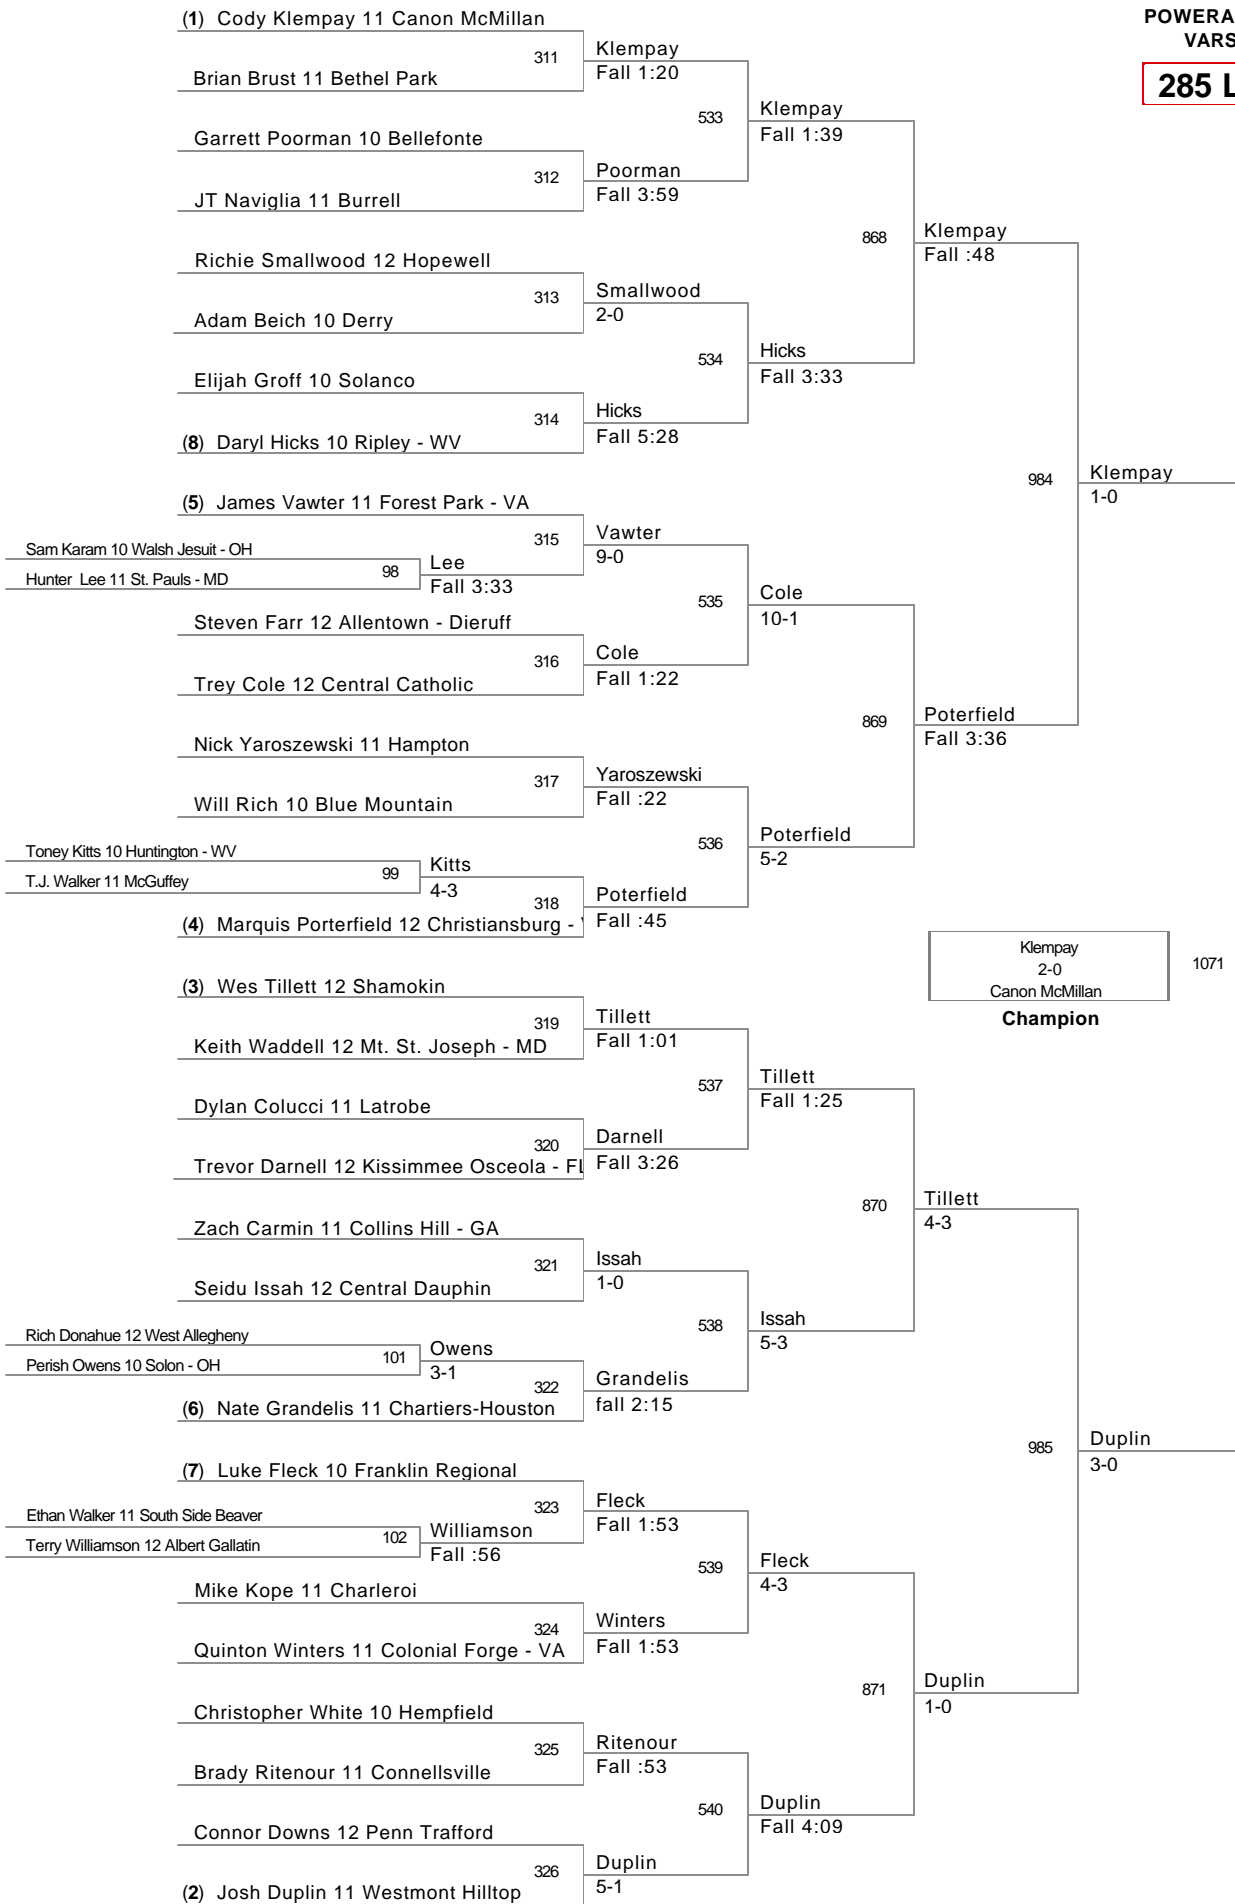 (1) Cody Klempay 11 Canon McMillan
POWERA
VARS
285 L
311
Klempay
Fall 1:20
Brian Brust 11 Bethel Park
533
Klempay
Fall 1:39
Garrett Poorman 10 Bellefonte
312
Poorman
Fall 3:59
JT Naviglia 11 Burrell
868
Klempay
Fall :48
Richie Smallwood 12 Hopewell
313
Smallwood
2-0
Adam Beich 10 Derry
534
Hicks
Fall 3:33
Elijah Groff 10 Solanco
314
Hicks
Fall 5:28
(8) Daryl Hicks 10 Ripley - WV
984
Klempay
1-0
(5) James Vawter 11 Forest Park - VA
315
Vawter
9-0
Sam Karam 10 Walsh Jesuit - OH
98
Lee
Fall 3:33
Hunter Lee 11 St. Pauls - MD
535
Cole
10-1
Steven Farr 12 Allentown - Dieruff
316
Cole
Fall 1:22
Trey Cole 12 Central Catholic
869
Poterfield
Fall 3:36
Nick Yaroszewski 11 Hampton
317
Yaroszewski
Fall :22
Will Rich 10 Blue Mountain
536
Poterfield
5-2
Toney Kitts 10 Huntington - WV
99
Kitts
4-3
T.J. Walker 11 McGuffey
318
Poterfield
Fall :45
(4) Marquis Porterfield 12 Christiansburg -
Klempay
2-0
Canon McMillan
1071
Champion
(3) Wes Tillett 12 Shamokin
319
Tillett
Fall 1:01
Keith Waddell 12 Mt. St. Joseph - MD
537
Tillett
Fall 1:25
Dylan Colucci 11 Latrobe
320
Darnell
Fall 3:26
Trevor Darnell 12 Kissimmee Osceola - FL
870
Tillett
4-3
Zach Carmin 11 Collins Hill - GA
321
Issah
1-0
Seidu Issah 12 Central Dauphin
538
Issah
5-3
Rich Donahue 12 West Allegheny
101
Owens
3-1
Perish Owens 10 Solon - OH
322
Grandelis
fall 2:15
(6) Nate Grandelis 11 Chartiers-Houston
985
Duplin
3-0
(7) Luke Fleck 10 Franklin Regional
323
Fleck
Fall 1:53
Ethan Walker 11 South Side Beaver
102
Williamson
Fall :56
Terry Williamson 12 Albert Gallatin
539
Fleck
4-3
Mike Kope 11 Charleroi
324
Winters
Fall 1:53
Quinton Winters 11 Colonial Forge - VA
871
Duplin
1-0
Christopher White 10 Hempfield
325
Ritenour
Fall :53
Brady Ritenour 11 Connellsville
540
Duplin
Fall 4:09
Connor Downs 12 Penn Trafford
326
Duplin
5-1
(2) Josh Duplin 11 Westmont Hilltop